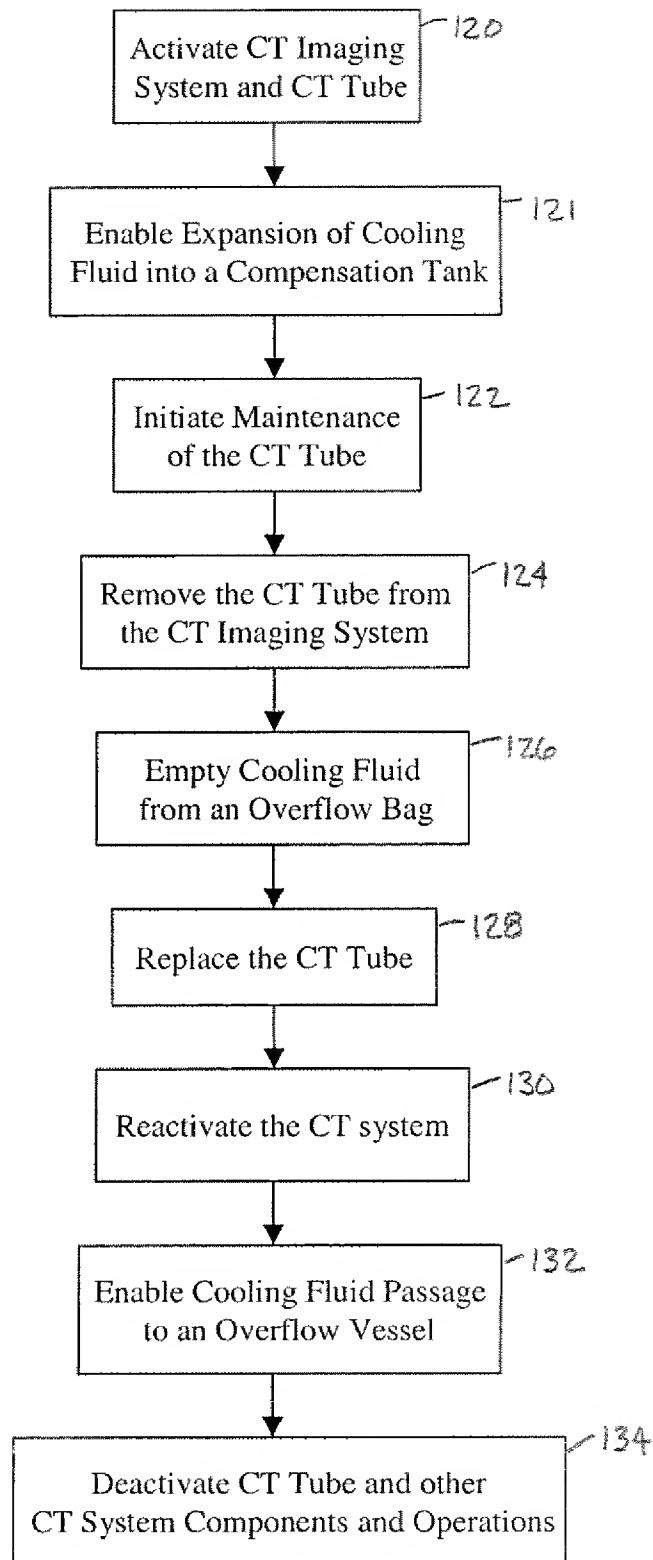 120
Activate CT Imaging
System and CT Tube
121
Enable Expansion of Cooling
Fluid into a Compensation Tank
122
Initiate Maintenance
of the CT Tube
124
Remove the CT Tube from
the CT Imaging System
126
Empty Cooling Fluid
from an Overflow Bag
128
Replace the CT Tube
130
Reactivate the CT system
132
Enable Cooling Fluid Passage
to an Overflow Vessel
134
Deactivate CT Tube and other
CT System Components and Operations